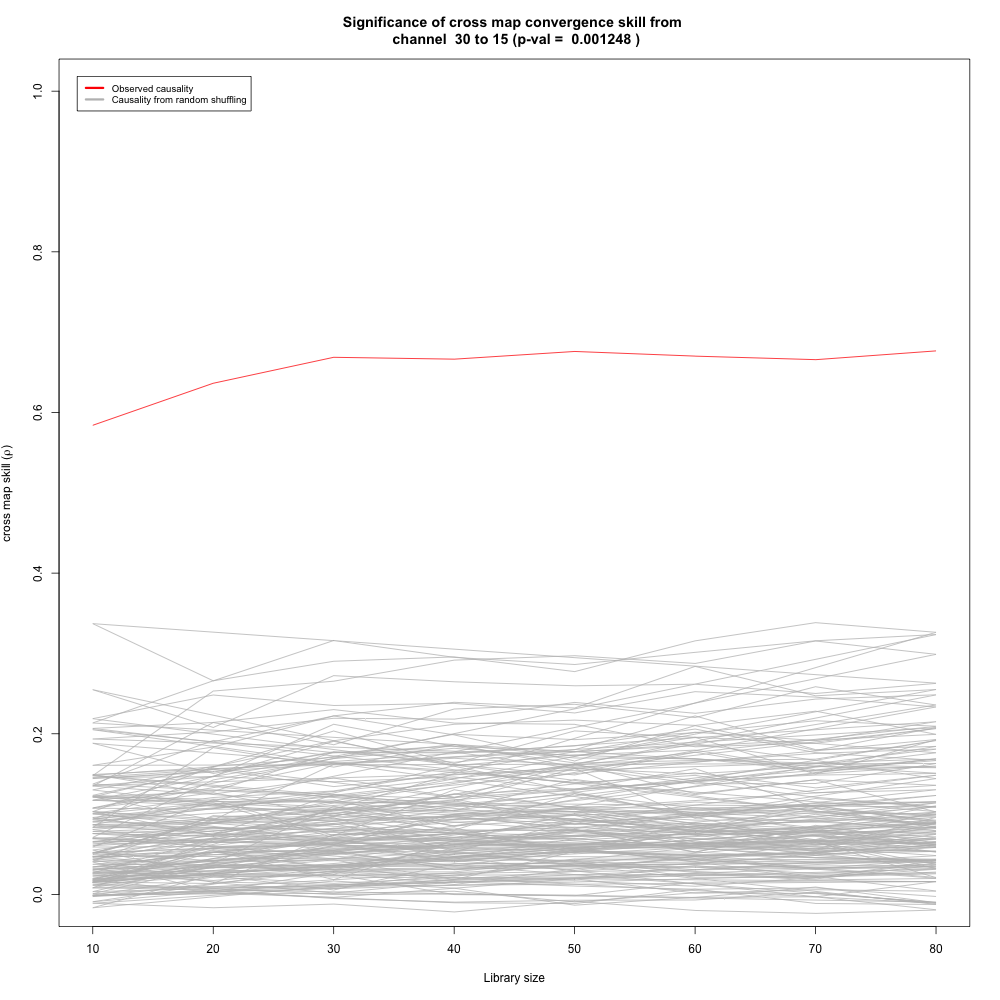 Significance of cross map convergence skill from
channel  30 to 15 (p-val =  0.001248 )
Observed causality
Causality from random shuffling
1.0
0.8
0.6
0.4
0.2
0.0
cross map skill (ρ)
10 20 30 40 50 60 70 80
Library size